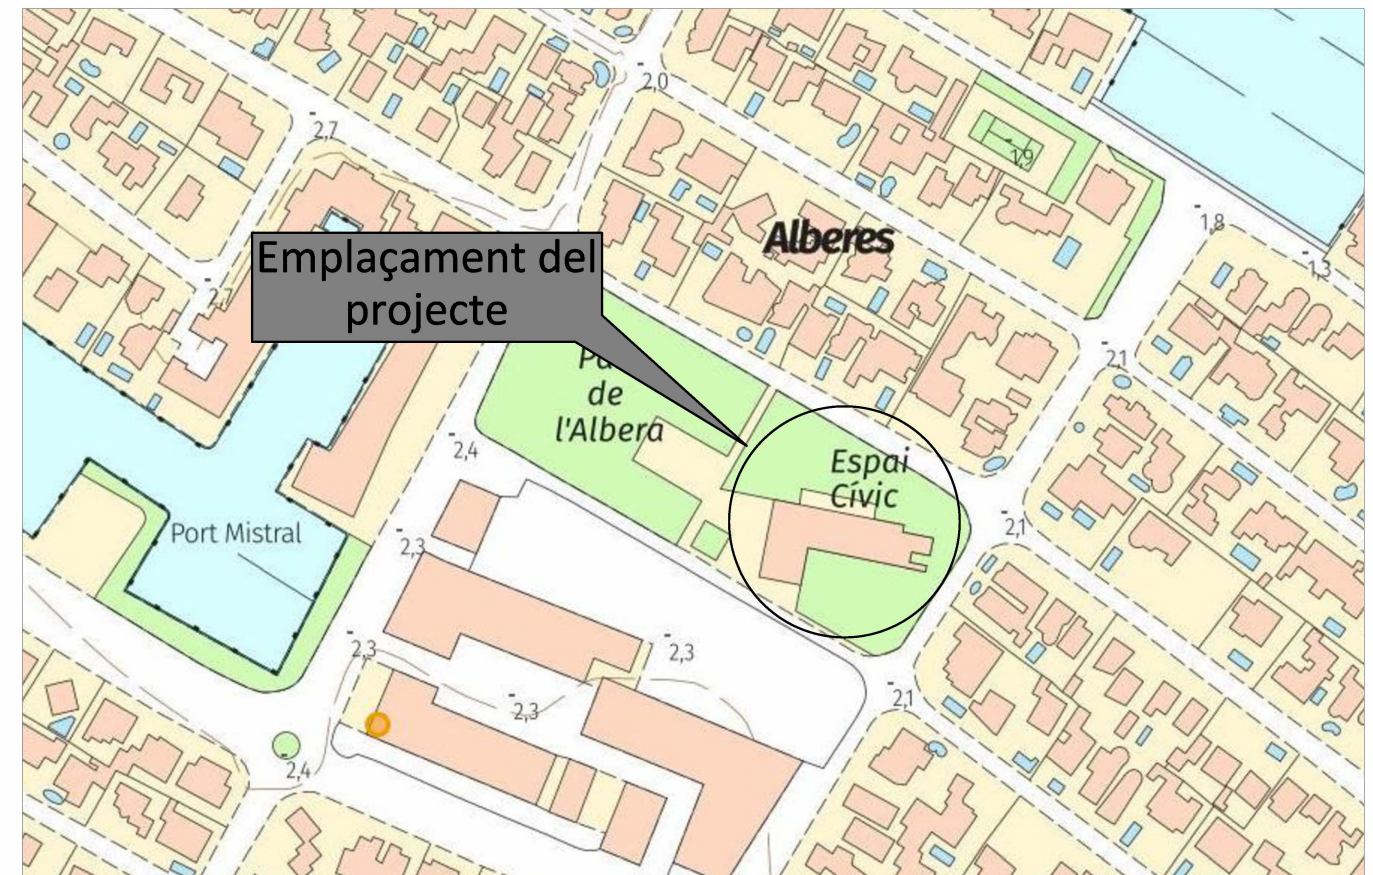 2,0
2,7
1,9
1,8
Alberes
1,3
Emplaçament del
projecte
2,7
2,1
de
l'Alberà
2,4
Espai
Cívic
2,1
Port Mistral
2,3
2,3
2,3
2,1
2,3
2,4